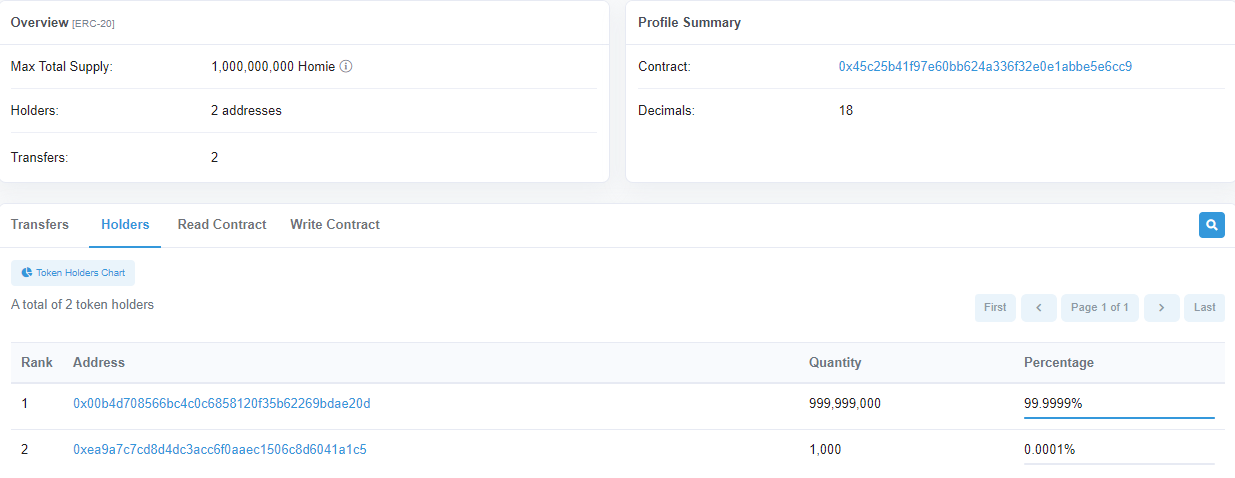 Overview [ERC-20]
Max Total Supply: 1,000,000,000 Homie
Holders: 2 addresses
Transfers: 2
Profile Summary
Contract: 0x45c25b41f97e60bb624a336f32e0e1abbe5e6cc9
Decimals: 18
Transfers Holders Read Contract Write Contract
Token Holders Chart
A total of 2 token holders
First Page 1 of 1 Last
Rank Address Quantity Percentage
1 0x00b4d708566bc4c0c6858120f35b62269bdae20d 999,999,000 99.9999%
2 0xea9a7c7cd8d4dc3acc6f0aaec1506c8d6041a1c5 1,000 0.0001%